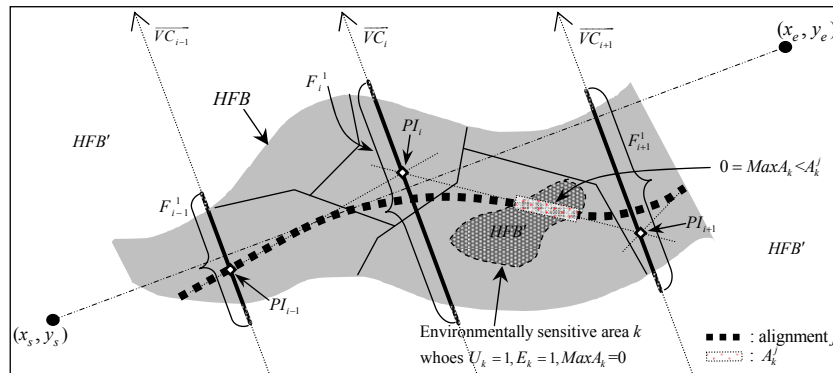 VC_{i-1}
VC_i
VC_{i+1}
(x_e, y_e)
HFB
F_i^1
PI_i
F_{i+1}^1
HFB'
0 = MaxA_k < A_k^j
F_{i-1}^1
HFB'
PI_{i+1}
HFB'
PI_{i-1}
(x_s, y_s)
Environmentally sensitive area k
whoes U_k = 1, E_k = 1, MaxA_k =0
: alignment j
: A_k^j